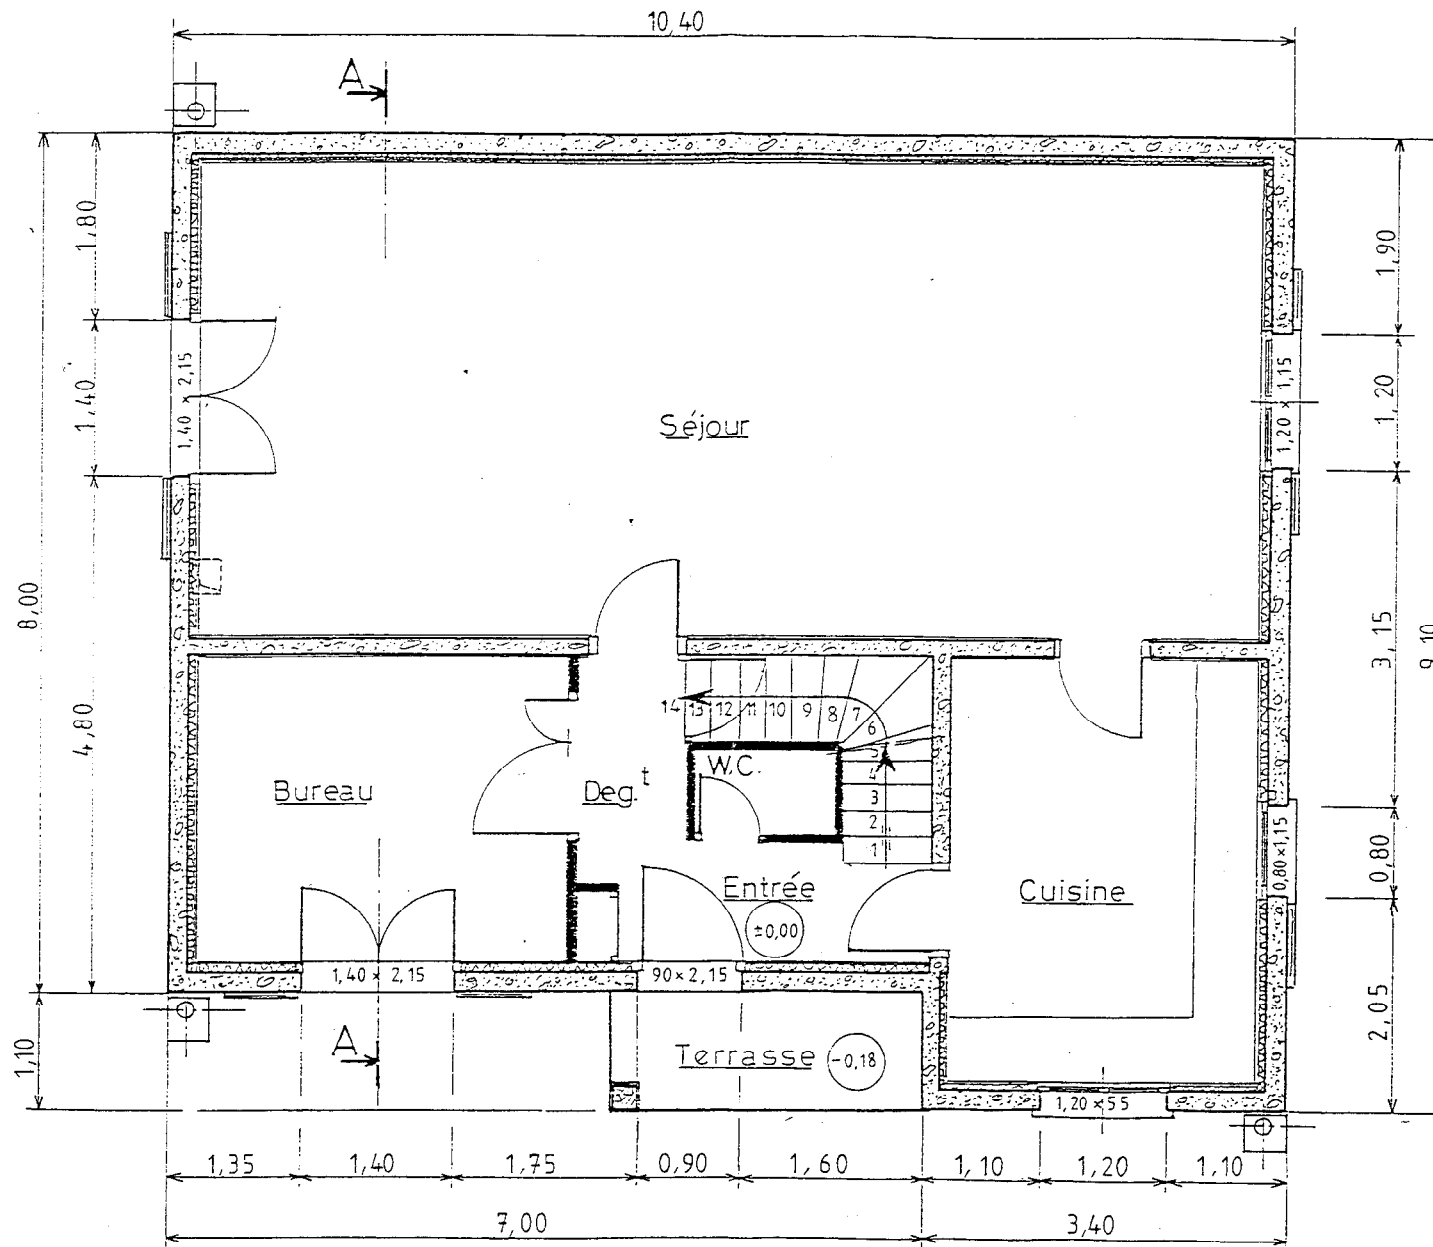 10,40
A
1,80
1,40
4,80
8,00
1,10
1,90
1,20
3,15
9,10
0,80
2,05
1,40 x 2,15
1,20 x 1,15
Séjour
14 13 12 11 10 9 8 7 6 5 4 3 2 1
W.C.
Bureau
Deg.t
Entrée
±0,00
Cuisine
0,80 x 1,15
1,40 x 2,15
90 x 2,15
A
Terrasse
-0,18
1,20 x 55
1,35
1,40
1,75
0,90
1,60
1,10
1,20
1,10
7,00
3,40